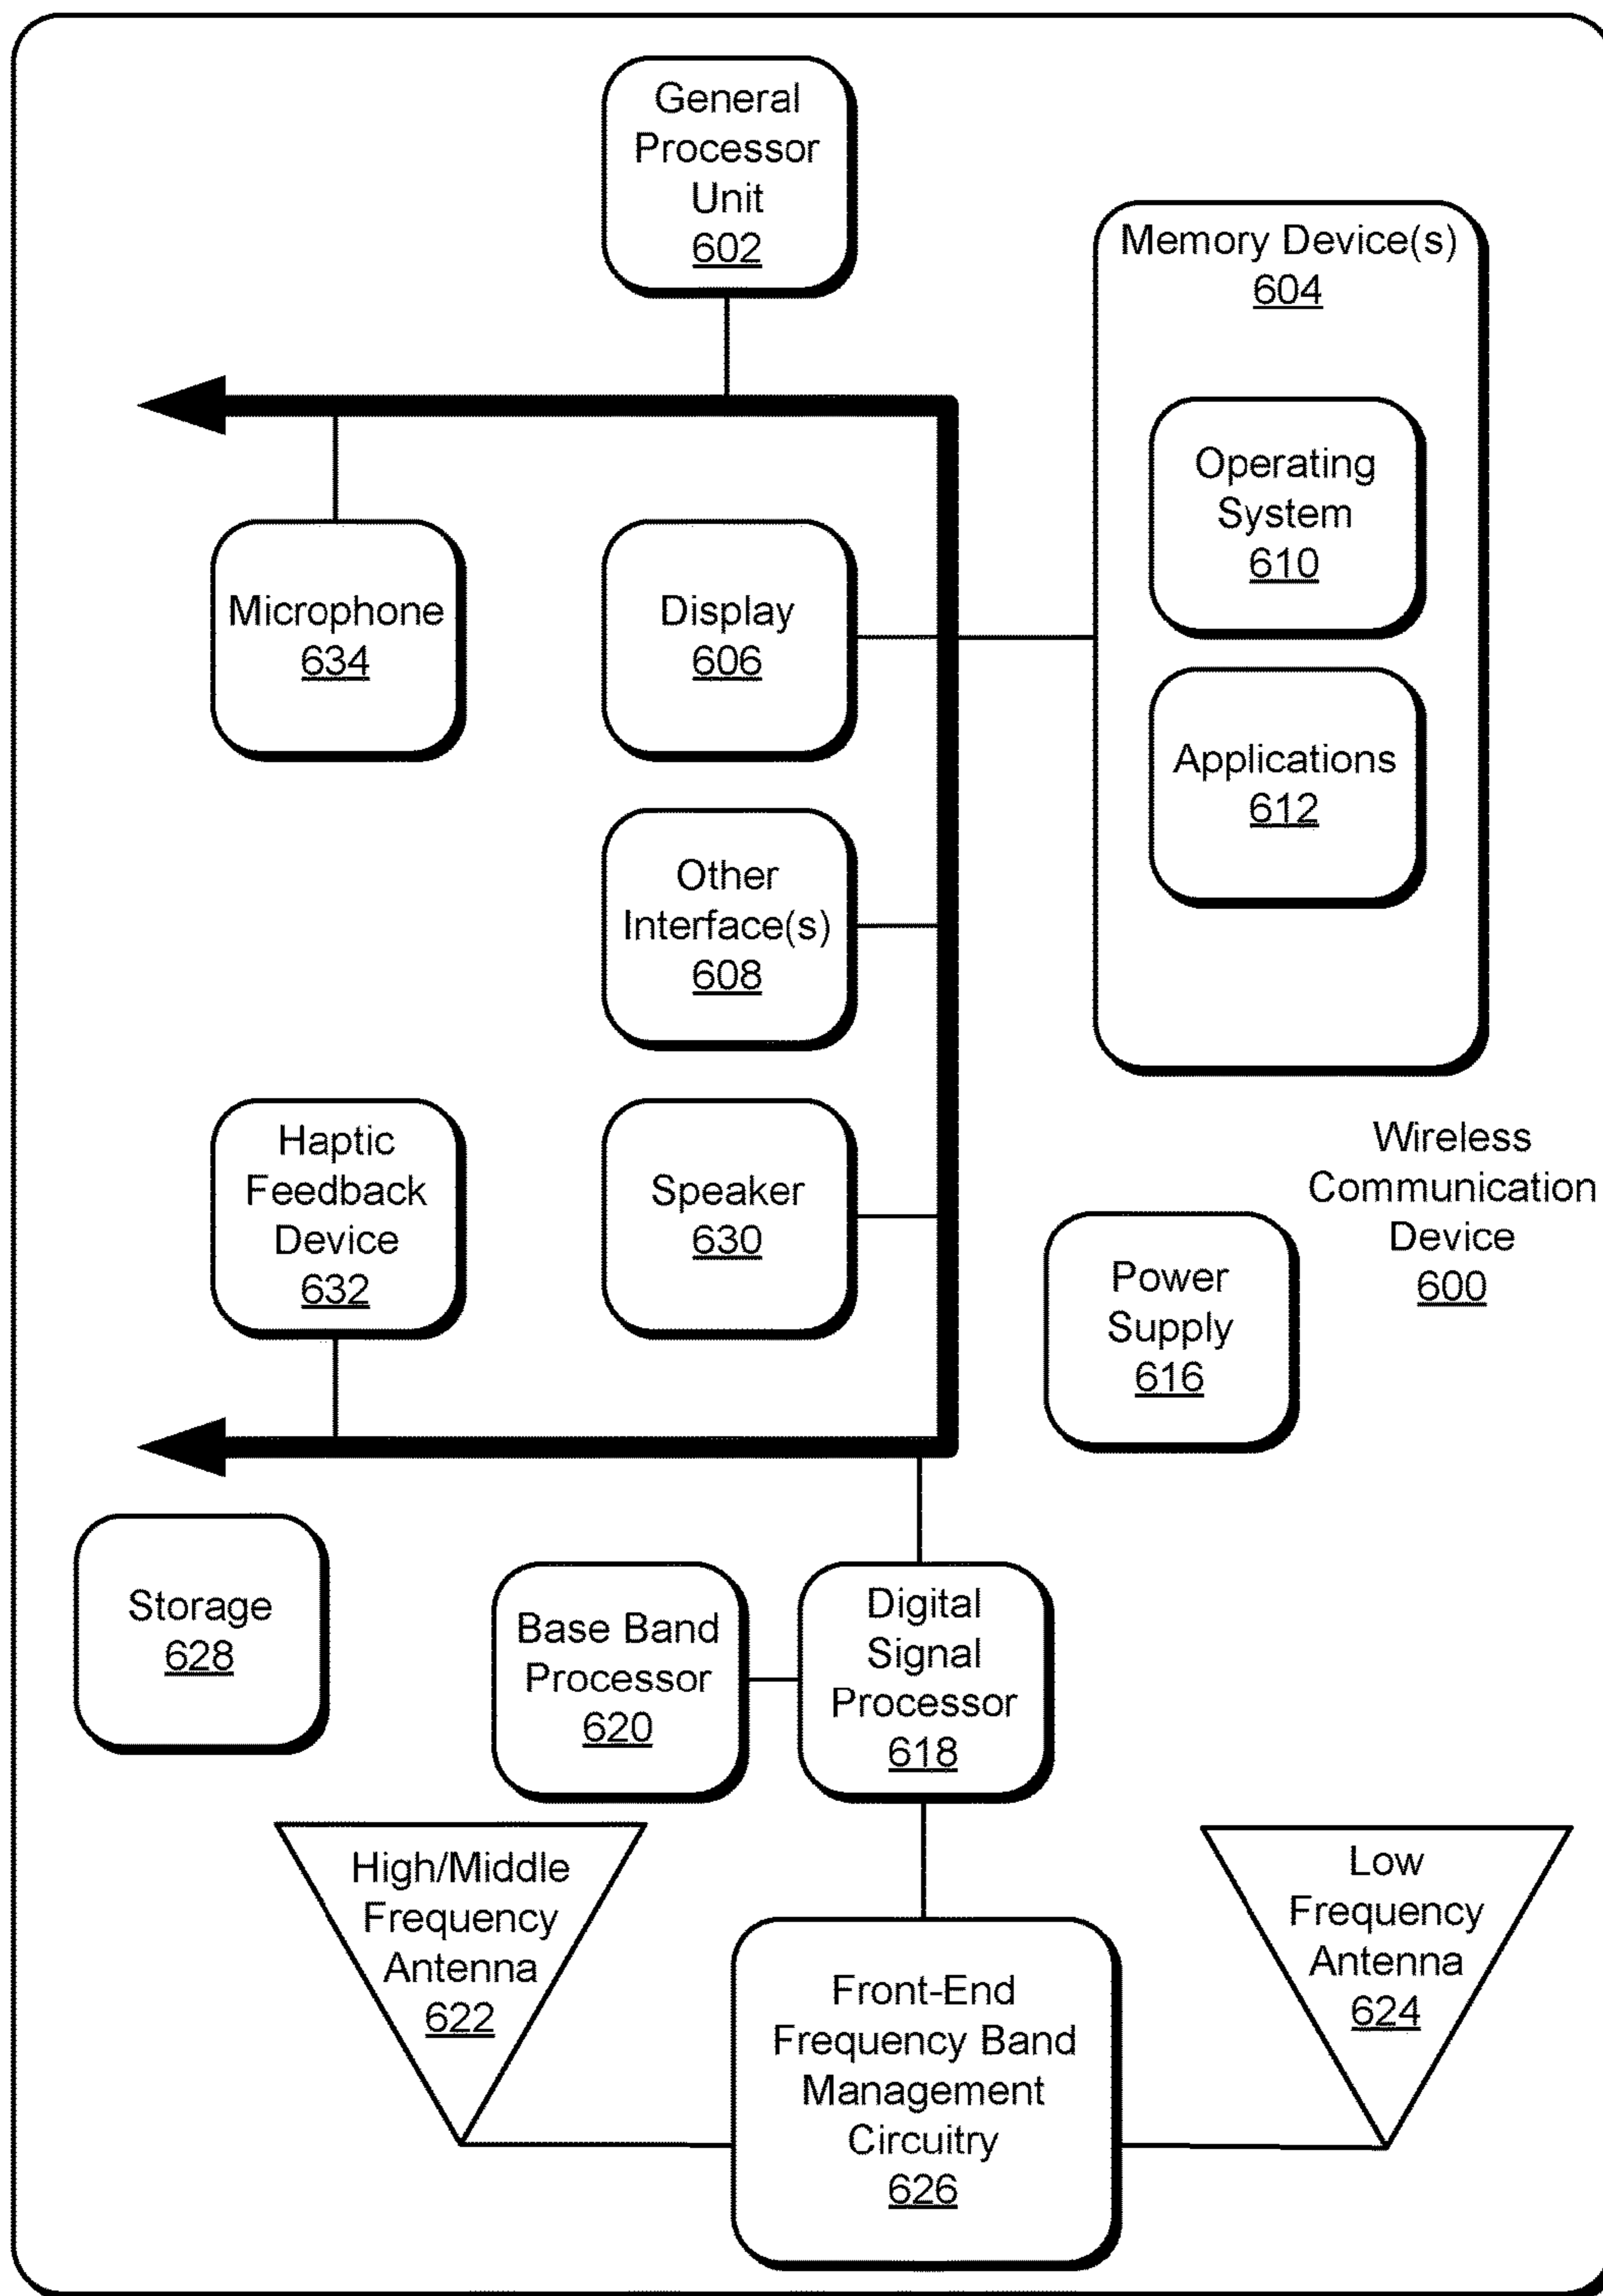 General
Processor
Unit
602
Memory Device(s)
604
Operating
System
610
Microphone
634
Display
606
Applications
612
Other
Interface(s)
608
Haptic
Feedback
Device
632
Speaker
630
Wireless
Communication
Device
600
Power
Supply
616
Storage
628
Base Band
Processor
620
Digital
Signal
Processor
618
High/Middle
Frequency
Antenna
622
Low
Frequency
Antenna
624
Front-End
Frequency Band
Management
Circuitry
626